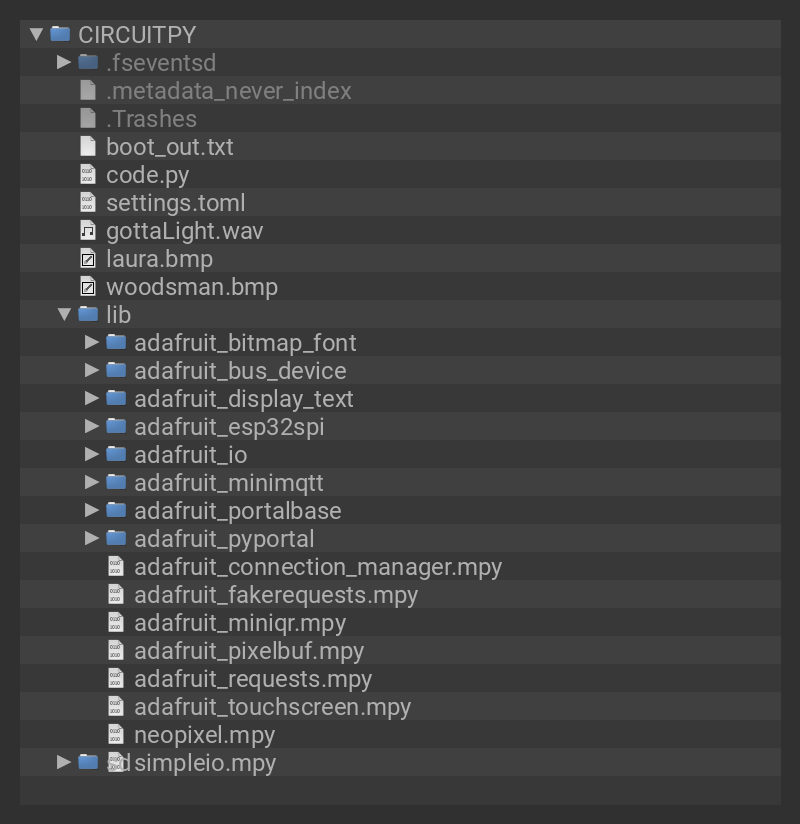 CIRCUITPY
.fseventsd
.metadata_never_index
.Trashes
boot_out.txt
code.py
settings.toml
gottaLight.wav
laura.bmp
woodsman.bmp
lib
adafruit_bitmap_font
adafruit_bus_device
adafruit_display_text
adafruit_esp32spi
adafruit_io
adafruit_minimqtt
adafruit_portalbase
adafruit_pyportal
adafruit_connection_manager.mpy
adafruit_fakerequests.mpy
adafruit_miniqr.mpy
adafruit_pixelbuf.mpy
adafruit_requests.mpy
adafruit_touchscreen.mpy
neopixel.mpy
sd simpleio.mpy